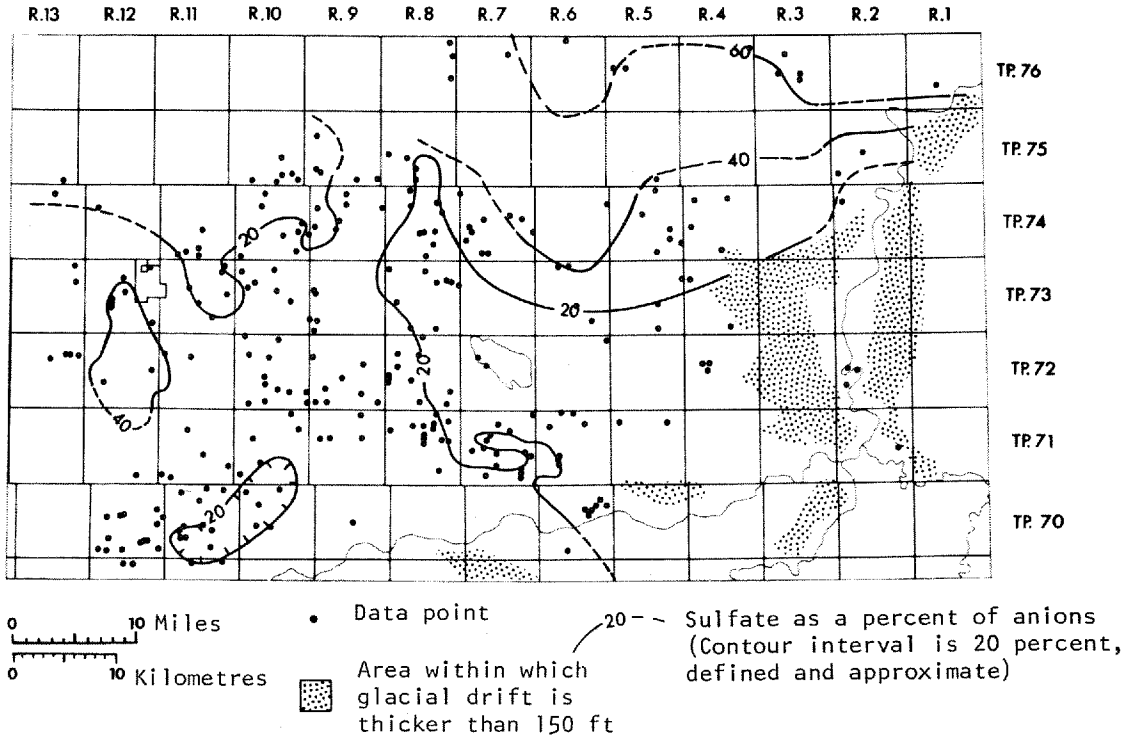 R.13 R.12 R.11 R.10 R.9 R.8 R.7 R.6 R.5 R.4 R.3 R.2 R.1
60
TP. 76
40
TP. 75
20
TP. 74
20
TP. 73
20
TP. 72
40
TP. 71
20
TP. 70
0 10 Miles
0 10 Kilometres
Data point
Area within which
glacial drift is
thicker than 150 ft
20 Sulfate as a percent of anions
(Contour interval is 20 percent,
defined and approximate)